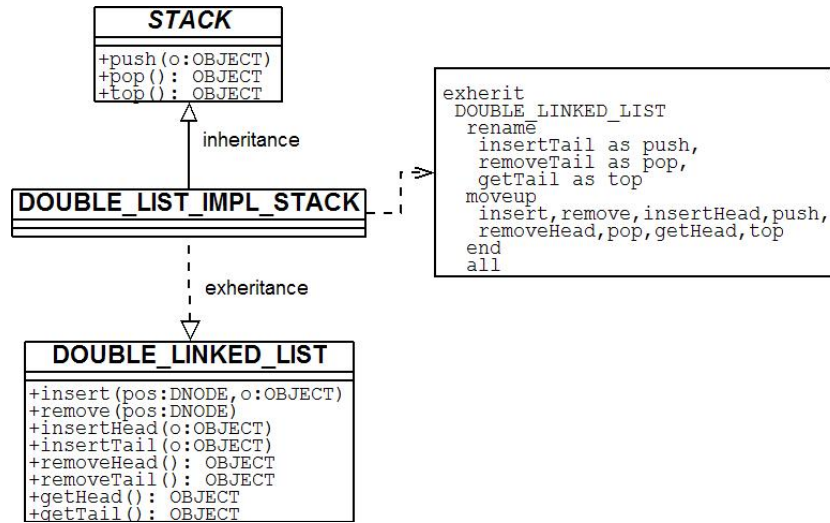 STACK
+push(o:OBJECT)
+pop(): OBJECT
+top(): OBJECT
inheritance
DOUBLE_LIST_IMPL_STACK
exherit
DOUBLE_LINKED_LIST
rename
insertTail as push,
removeTail as pop,
getTail as top
moveup
insert,remove,insertHead,push,
removeHead,pop,getHead,top
end
all
exheritance
DOUBLE_LINKED_LIST
+insert(pos:DNODE,o:OBJECT)
+remove(pos:DNODE)
+insertHead(o:OBJECT)
+insertTail(o:OBJECT)
+removeHead(): OBJECT
+removeTail(): OBJECT
+getHead(): OBJECT
+getTail(): OBJECT